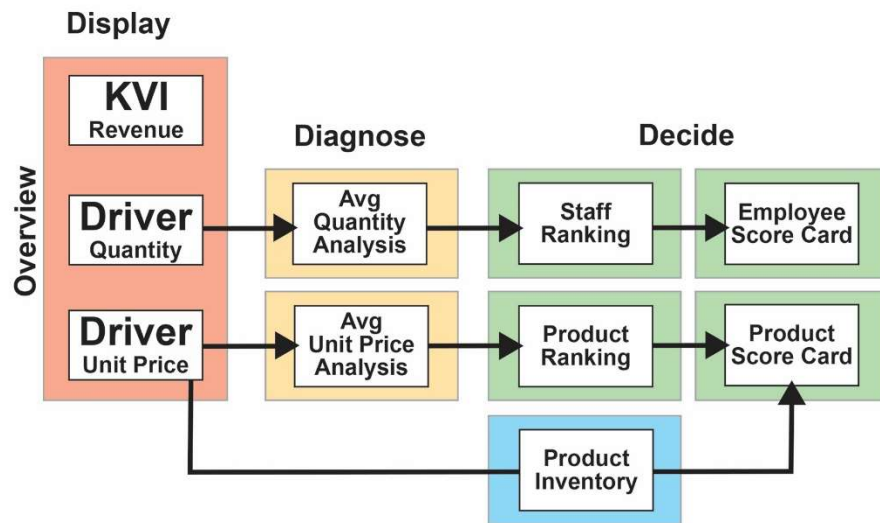 Display
KVI
Revenue
Overview
Driver
Quantity
Driver
Unit Price
Diagnose
Avg
Quantity
Analysis
Avg
Unit Price
Analysis
Decide
Staff
Ranking
Employee
Score Card
Product
Ranking
Product
Score Card
Product
Inventory